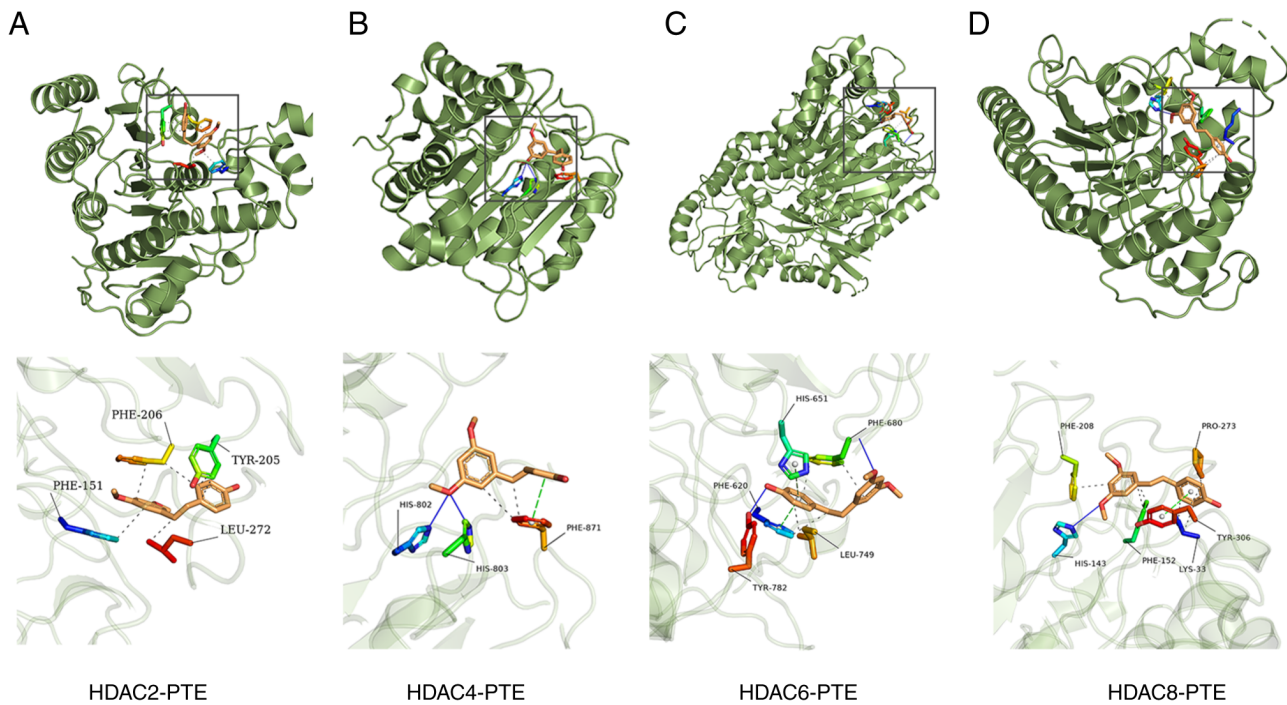 A
B
C
D
PHE-206
TYR-205
PHE-151
LEU-272
HIS-802
HIS-803
PHE-871
HIS-651
PHE-680
PHE-620
LEU-749
TYR-782
PHE-208
PRO-273
TYR-306
HIS-143
PHE-152
LYS-33
HDAC2-PTE
HDAC4-PTE
HDAC6-PTE
HDAC8-PTE